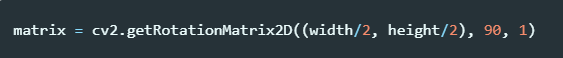 matrix = cv2.getRotationMatrix2D((width/2, height/2), 90, 1)